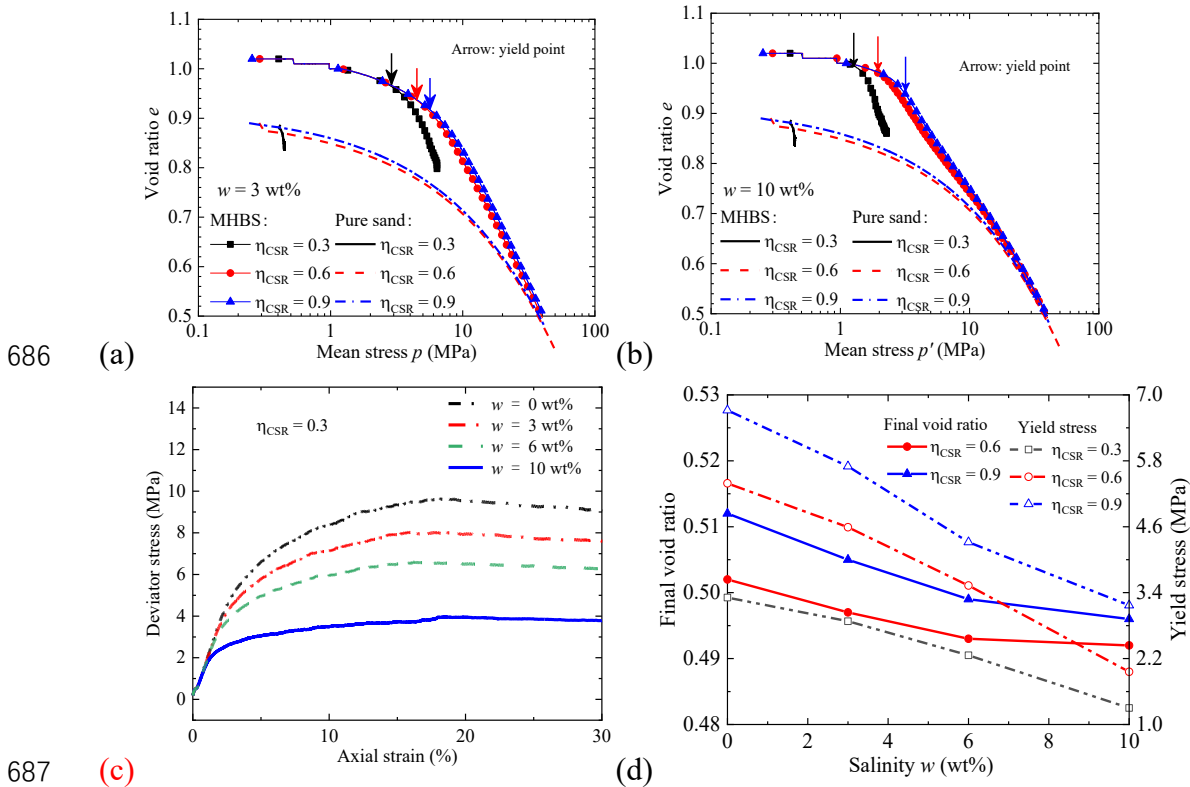 1.1
1.0
0.9
0.8
0.7
0.6
0.5
Void ratio e
Arrow: yield point
w = 3 wt%
MHBS:
Pure sand:
ηCSR = 0.3
ηCSR = 0.3
ηCSR = 0.6
ηCSR = 0.6
ηCSR = 0.9
ηCSR = 0.9
0.1
1
10
100
Mean stress p (MPa)
686
(a)
1.1
1.0
0.9
0.8
0.7
0.6
0.5
Void ratio e
Arrow: yield point
w = 10 wt%
MHBS:
Pure sand:
ηCSR = 0.3
ηCSR = 0.3
ηCSR = 0.6
ηCSR = 0.6
ηCSR = 0.9
ηCSR = 0.9
0.1
1
10
100
Mean stress p' (MPa)
(b)
14
12
10
8
6
4
2
0
Deviator stress (MPa)
ηCSR = 0.3
w = 0 wt%
w = 3 wt%
w = 6 wt%
w = 10 wt%
0
10
20
30
Axial strain (%)
687
(c)
0.53
0.52
0.51
0.50
0.49
0.48
Final void ratio
Final void ratio
ηCSR = 0.6
ηCSR = 0.9
Yield stress
ηCSR = 0.3
ηCSR = 0.6
ηCSR = 0.9
7.0
5.8
4.6
3.4
2.2
1.0
Yield stress (MPa)
0
2
4
6
8
10
Salinity w (wt%)
(d)